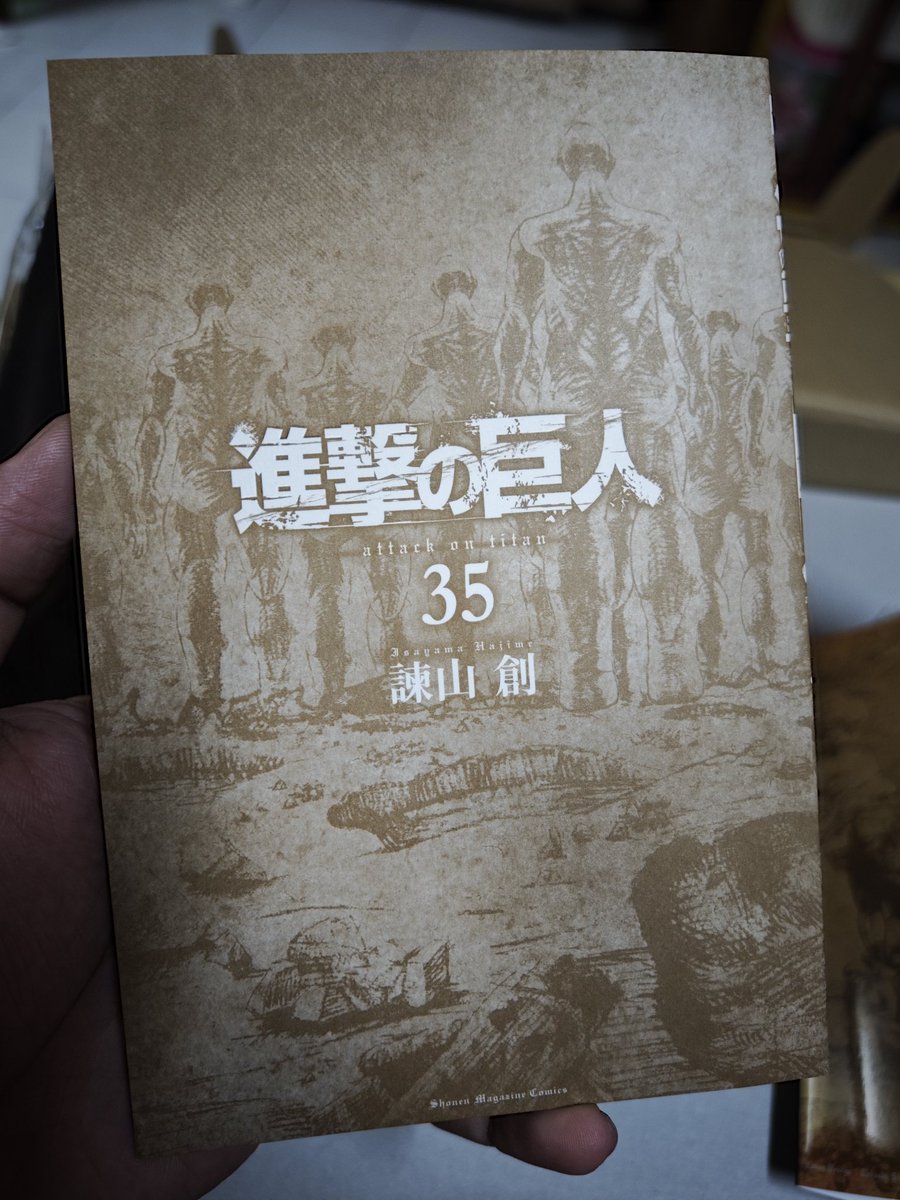 進撃の巨人
attack on titan
35
Isayama Hajime
諫山 創
Shonen Magazine Comics